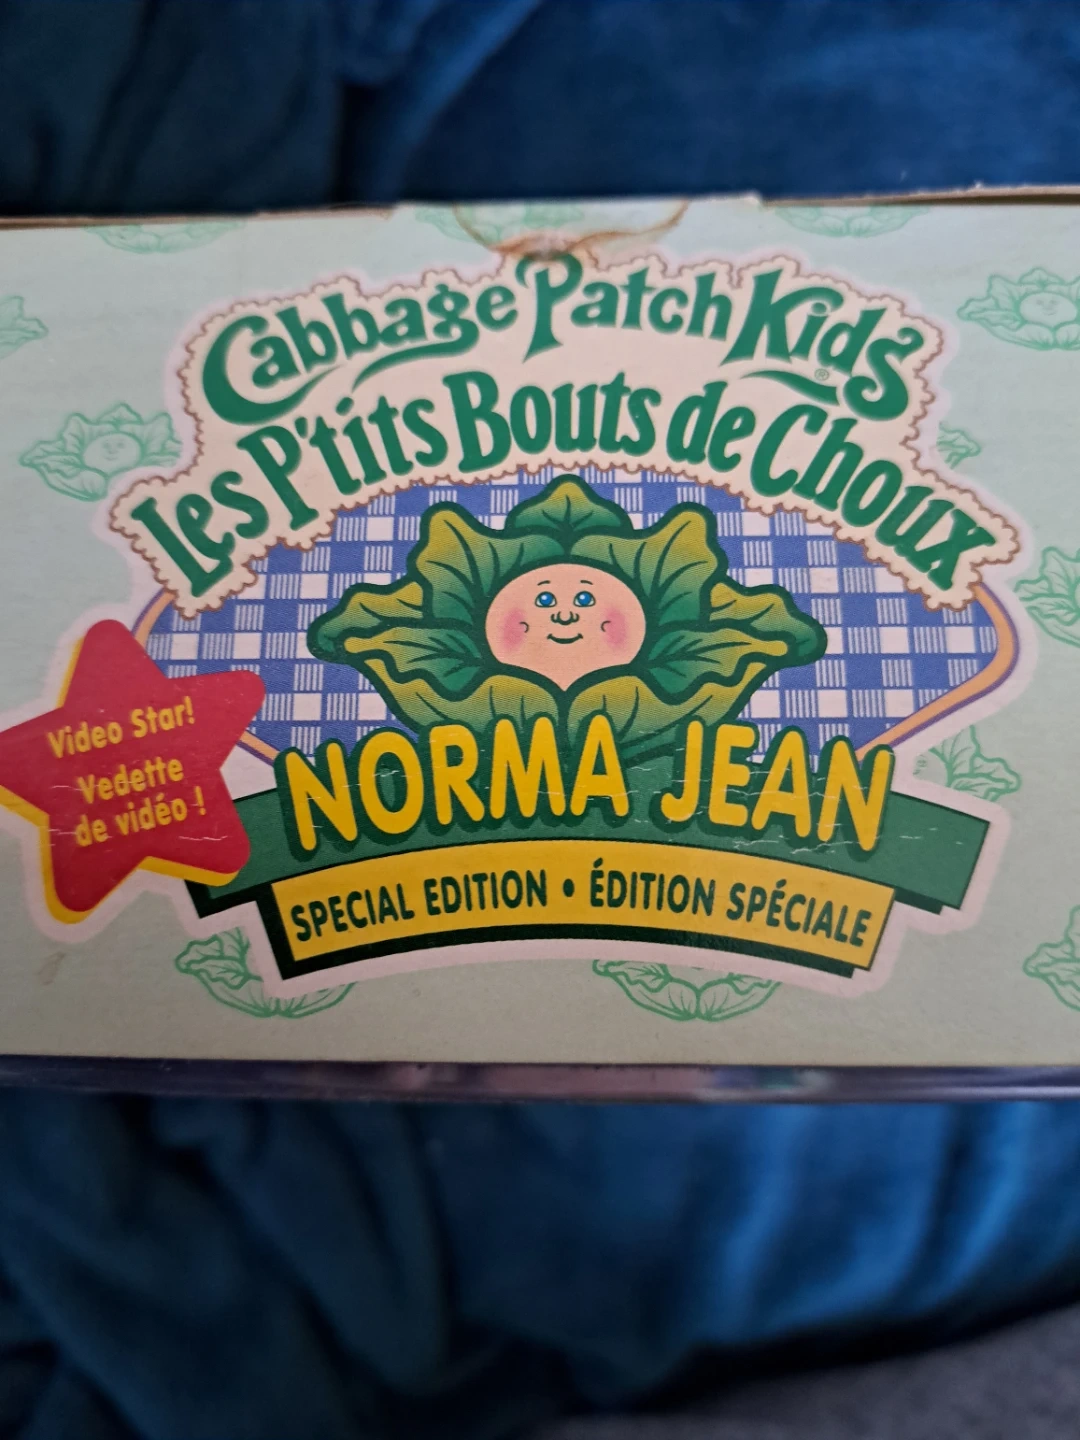 Cabbage Patch Kids®
Les P'tits Bouts de Choux
Video Star!
Vedette
de vidéo !
NORMA JEAN
SPECIAL EDITION • ÉDITION SPÉCIALE